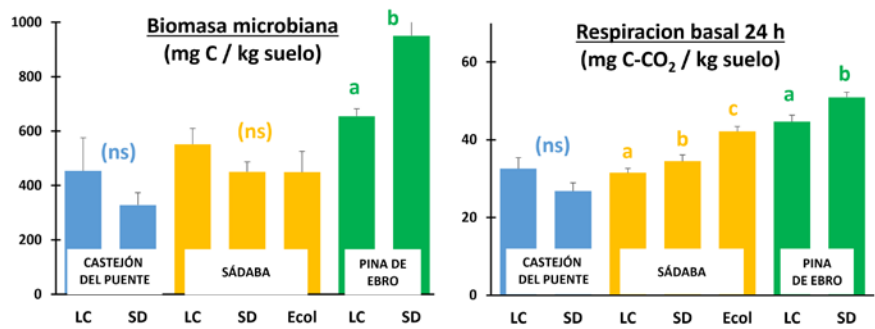 Biomasa microbiana
(mg C / kg suelo)
1000
800
600
400
200
0
(ns)
(ns)
a
b
CASTEJÓN
DEL PUENTE
SÁDABA
PINA DE
EBRO
LC SD LC SD Ecol LC SD
Respiracion basal 24 h
(mg C-CO₂ / kg suelo)
60
40
20
0
(ns)
a
b
c
a
b
CASTEJÓN
DEL PUENTE
SÁDABA
PINA
DE EBRO
LC SD LC SD Ecol LC SD